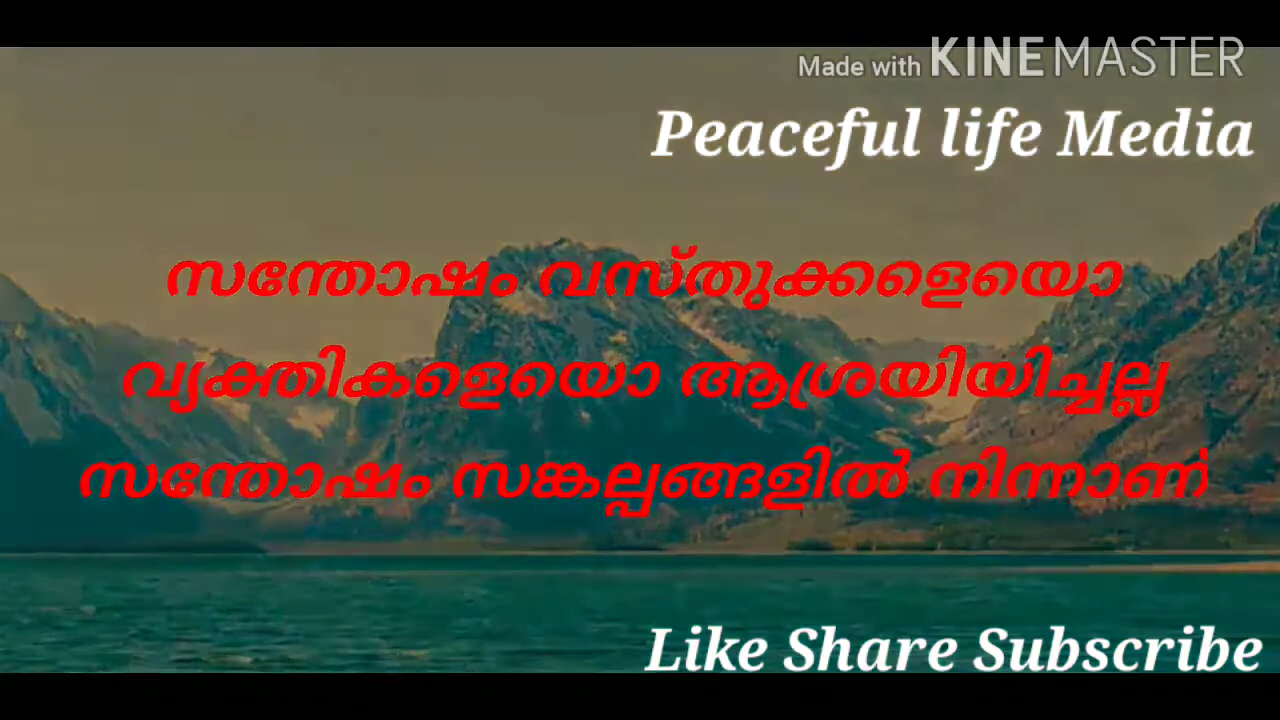 Made with KINEMASTER
Peaceful life Media
സന്തോഷം വസ്തുക്കളെയൊ
വ്യക്തികളെയൊ ആശ്രയിയിച്ചല്ല
സന്തോഷം സങ്കല്പങ്ങളിൽ നിന്നാണ്
Like Share Subscribe